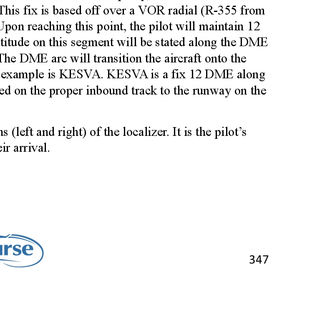 This fix is based off over a VOR radial (R-355 from
Upon reaching this point, the pilot will maintain 12
titude on this segment will be stated along the DME
The DME arc will transition the aircraft onto the
example is KESVA. KESVA is a fix 12 DME along
ed on the proper inbound track to the runway on the
s (left and right) of the localizer. It is the pilot's
ir arrival.
urse
347